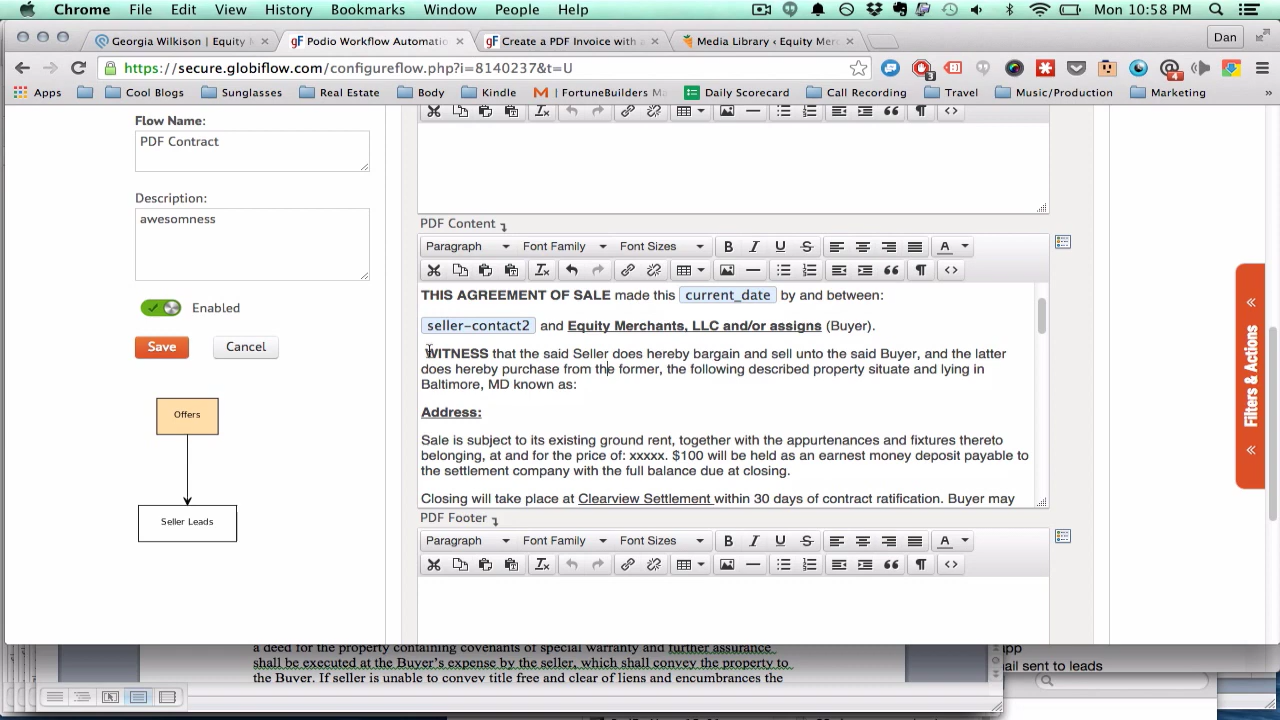 Chrome File Edit View History Bookmarks Window People Help Mon 10:58 PM
Georgia Wilkison | Equity M
Podio Workflow Automatio
Create a PDF Invoice with a
Media Library ‹ Equity Merc
Dan
https://secure.globiflow.com/configureflow.php?i=8140237&t=U
3
4
Apps Cool Blogs Sunglasses Real Estate Body Kindle FortuneBuilders Ma Daily Scorecard Call Recording Travel Music/Production Marketing »
Flow Name:
PDF Contract
Description:
awesomness
Enabled
Save Cancel
Offers
Seller Leads
PDF Content
Paragraph Font Family Font Sizes B I U S A
THIS AGREEMENT OF SALE made this current_date by and between:
seller-contact2 and Equity Merchants, LLC and/or assigns (Buyer).
WITNESS that the said Seller does hereby bargain and sell unto the said Buyer, and the latter
does hereby purchase from the former, the following described property situate and lying in
Baltimore, MD known as:
Address:
Sale is subject to its existing ground rent, together with the appurtenances and fixtures thereto
belonging, at and for the price of: xxxxx. $100 will be held as an earnest money deposit payable to
the settlement company with the full balance due at closing.
Closing will take place at Clearview Settlement within 30 days of contract ratification. Buyer may
PDF Footer
Paragraph Font Family Font Sizes B I U S A
« Filters & Actions «
a deed for the property containing covenants of special warranty and further assurance
shall be executed at the Buyer's expense by the seller, which shall convey the property to
the Buyer. If seller is unable to convey title free and clear of liens and encumbrances the
app
ail sent to leads